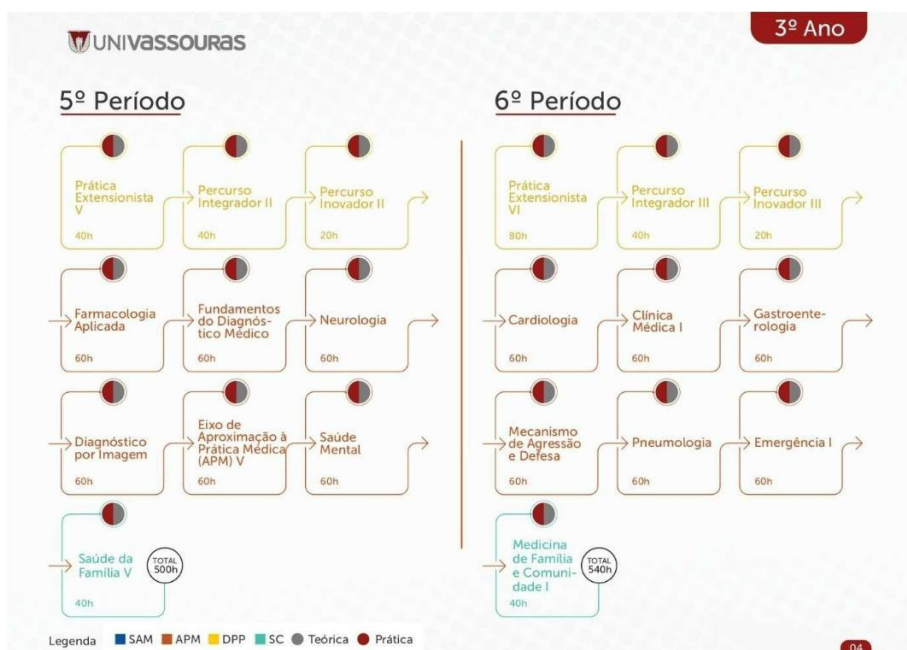 UNIVASSOURAS
3º Ano
5º Período
Prática
Extensionista
V
40h
Percurso
Integrador II
40h
Percurso
Inovador II
20h
Farmacologia
Aplicada
60h
Fundamentos
do Diagnós-
tico Médico
60h
Neurologia
60h
Diagnóstico
por Imagem
60h
Eixo de
Aproximação à
Prática Médica
(APM) V
60h
Saúde
Mental
60h
Saúde da
Família V
40h
TOTAL
500h
6º Período
Prática
Extensionista
VI
80h
Percurso
Integrador III
40h
Percurso
Inovador III
20h
Cardiologia
60h
Clínica
Médica I
60h
Gastroente-
rologia
60h
Mecanismo
de Agressão
e Defesa
60h
Pneumologia
60h
Emergência I
60h
Medicina
de Família
e Comuni-
dade I
40h
TOTAL
540h
Legenda SAM APM DPP SC Teórica Prática
04